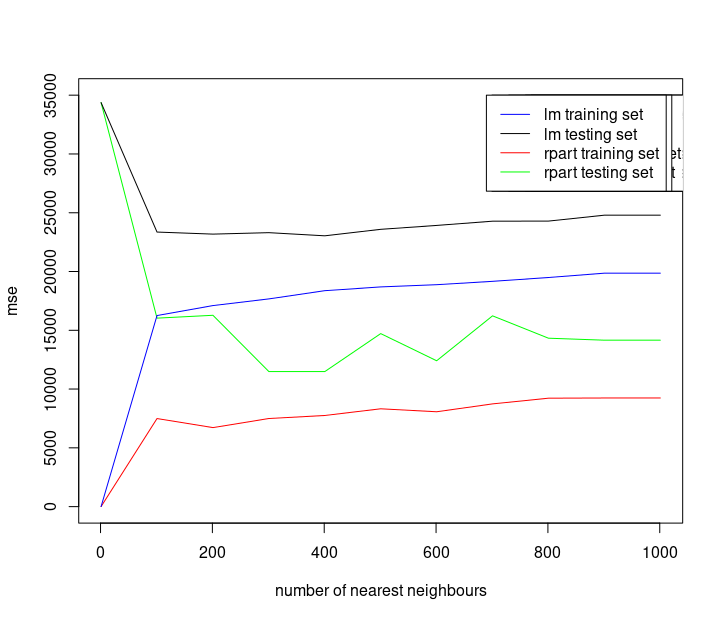 35000
30000
25000
20000
15000
10000
5000
0
mse
lm training set
lm testing set
rpart training set
rpart testing set
0 200 400 600 800 1000
number of nearest neighbours